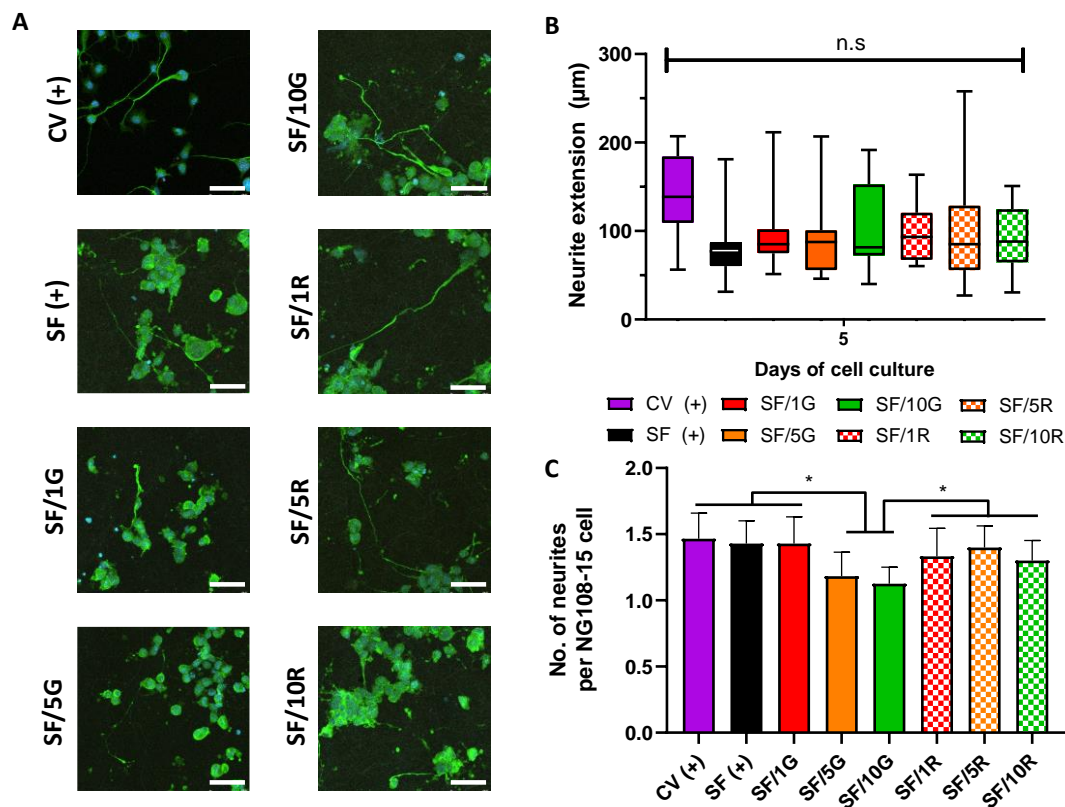 A
CV (+)
SF (+)
SF/1G
SF/5G
SF/10G
SF/1R
SF/5R
SF/10R
B
n.s
300
200
100
0
Neurite extension (µm)
5
Days of cell culture
CV (+) SF/1G SF/10G SF/5R
SF (+) SF/5G SF/1R SF/10R
C
2.0
1.5
1.0
0.5
0.0
No. of neurites
per NG108-15 cell
* *
CV (+) SF (+) SF/1G SF/5G SF/10G SF/1R SF/5R SF/10R